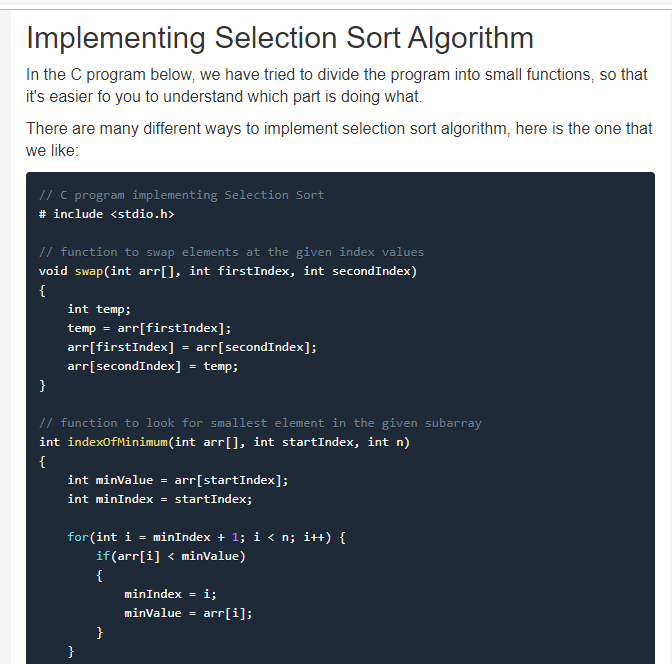 Implementing Selection Sort Algorithm
In the C program below, we have tried to divide the program into small functions, so that
it's easier fo you to understand which part is doing what.
There are many different ways to implement selection sort algorithm, here is the one that
we like:
// C program implementing Selection Sort
# include <stdio.h>

// function to swap elements at the given index values
void swap(int arr[], int firstIndex, int secondIndex)
{
    int temp;
    temp = arr[firstIndex];
    arr[firstIndex] = arr[secondIndex];
    arr[secondIndex] = temp;
}

// function to look for smallest element in the given subarray
int indexOfMinimum(int arr[], int startIndex, int n)
{
    int minValue = arr[startIndex];
    int minIndex = startIndex;

    for(int i = minIndex + 1; i < n; i++) {
        if(arr[i] < minValue)
        {
            minIndex = i;
            minValue = arr[i];
        }
    }